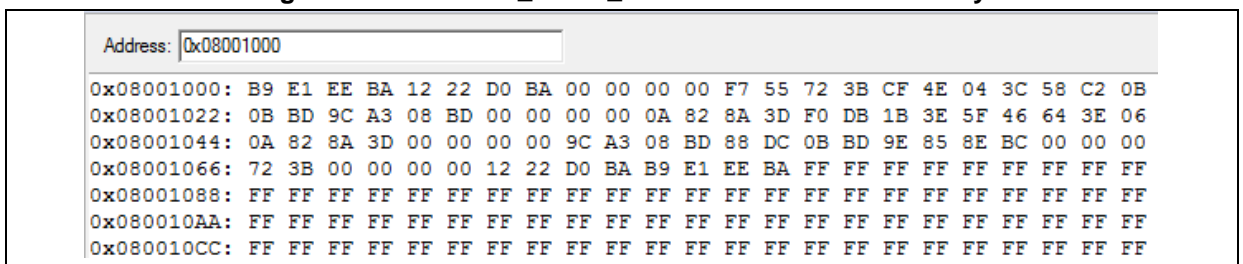 Address: 0x08001000
0x08001000: B9 E1 EE BA 12 22 D0 BA 00 00 00 00 F7 55 72 3B CF 4E 04 3C 58 C2 0B
0x08001022: 0B BD 9C A3 08 BD 00 00 00 00 0A 82 8A 3D F0 DB 1B 3E 5F 46 64 3E 06
0x08001044: 0A 82 8A 3D 00 00 00 00 9C A3 08 BD 88 DC 0B BD 9E 85 8E BC 00 00 00
0x08001066: 72 3B 00 00 00 00 12 22 D0 BA B9 E1 EE BA FF FF FF FF FF FF FF FF FF
0x08001088: FF FF FF FF FF FF FF FF FF FF FF FF FF FF FF FF FF FF FF FF FF FF FF
0x080010AA: FF FF FF FF FF FF FF FF FF FF FF FF FF FF FF FF FF FF FF FF FF FF FF
0x080010CC: FF FF FF FF FF FF FF FF FF FF FF FF FF FF FF FF FF FF FF FF FF FF FF